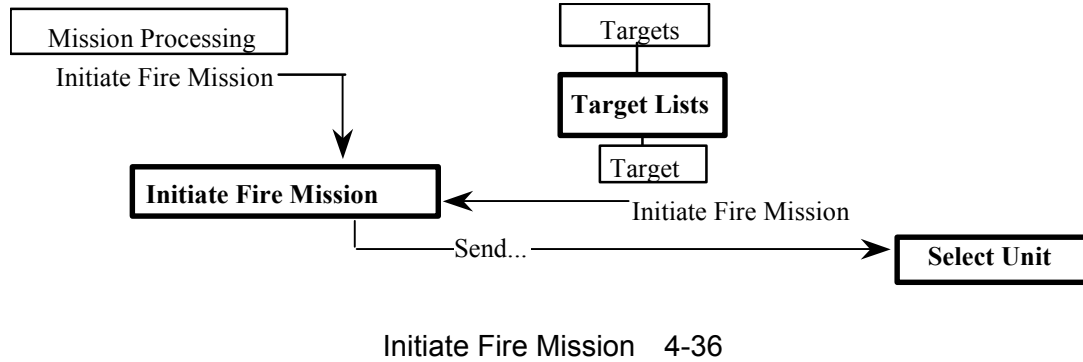 Mission Processing
Initiate Fire Mission
Targets
Target Lists
Target
Initiate Fire Mission
Initiate Fire Mission
Send...
Select Unit
Initiate Fire Mission 4-36